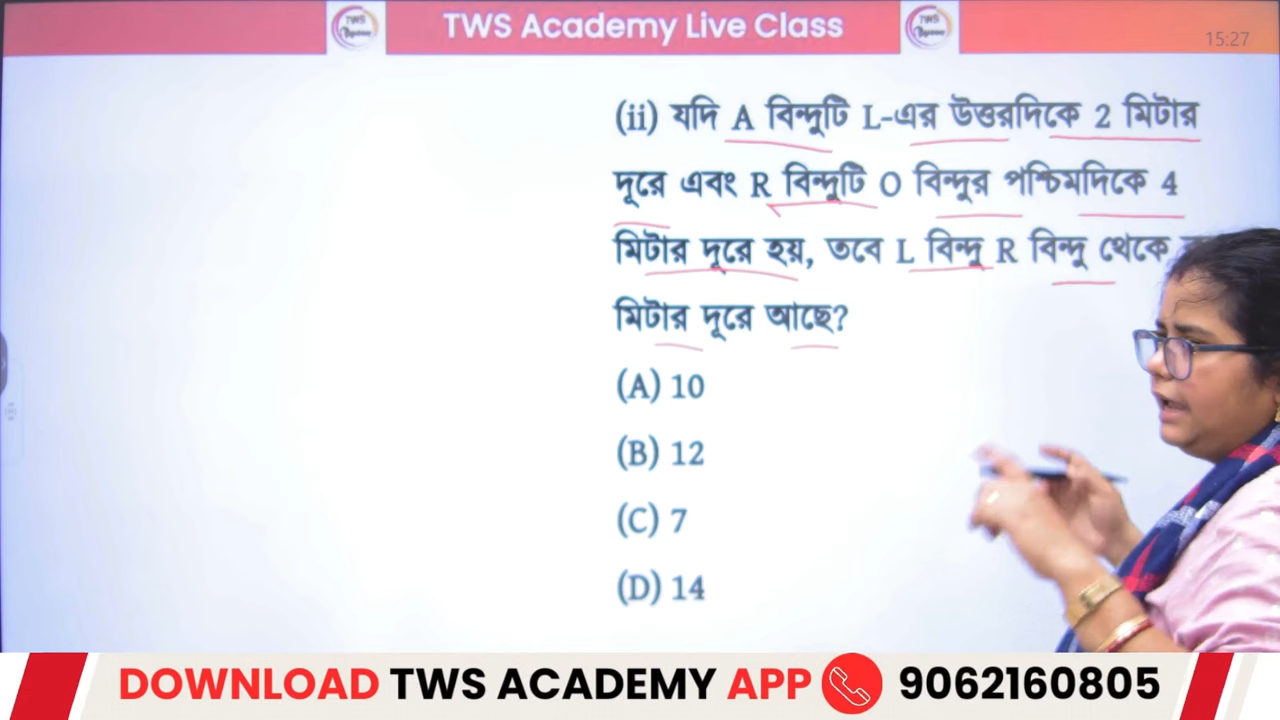 TWS Academy Live Class
15:27
(ii) যদি A বিন্দুটি L-এর উত্তরদিকে 2 মিটার
দূরে এবং R বিন্দুটি O বিন্দুর পশ্চিমদিকে 4
মিটার দূরে হয়, তবে L বিন্দু R বিন্দু থেকে
মিটার দূরে আছে?
(A) 10
(B) 12
(C) 7
(D) 14
DOWNLOAD TWS ACADEMY APP 9062160805